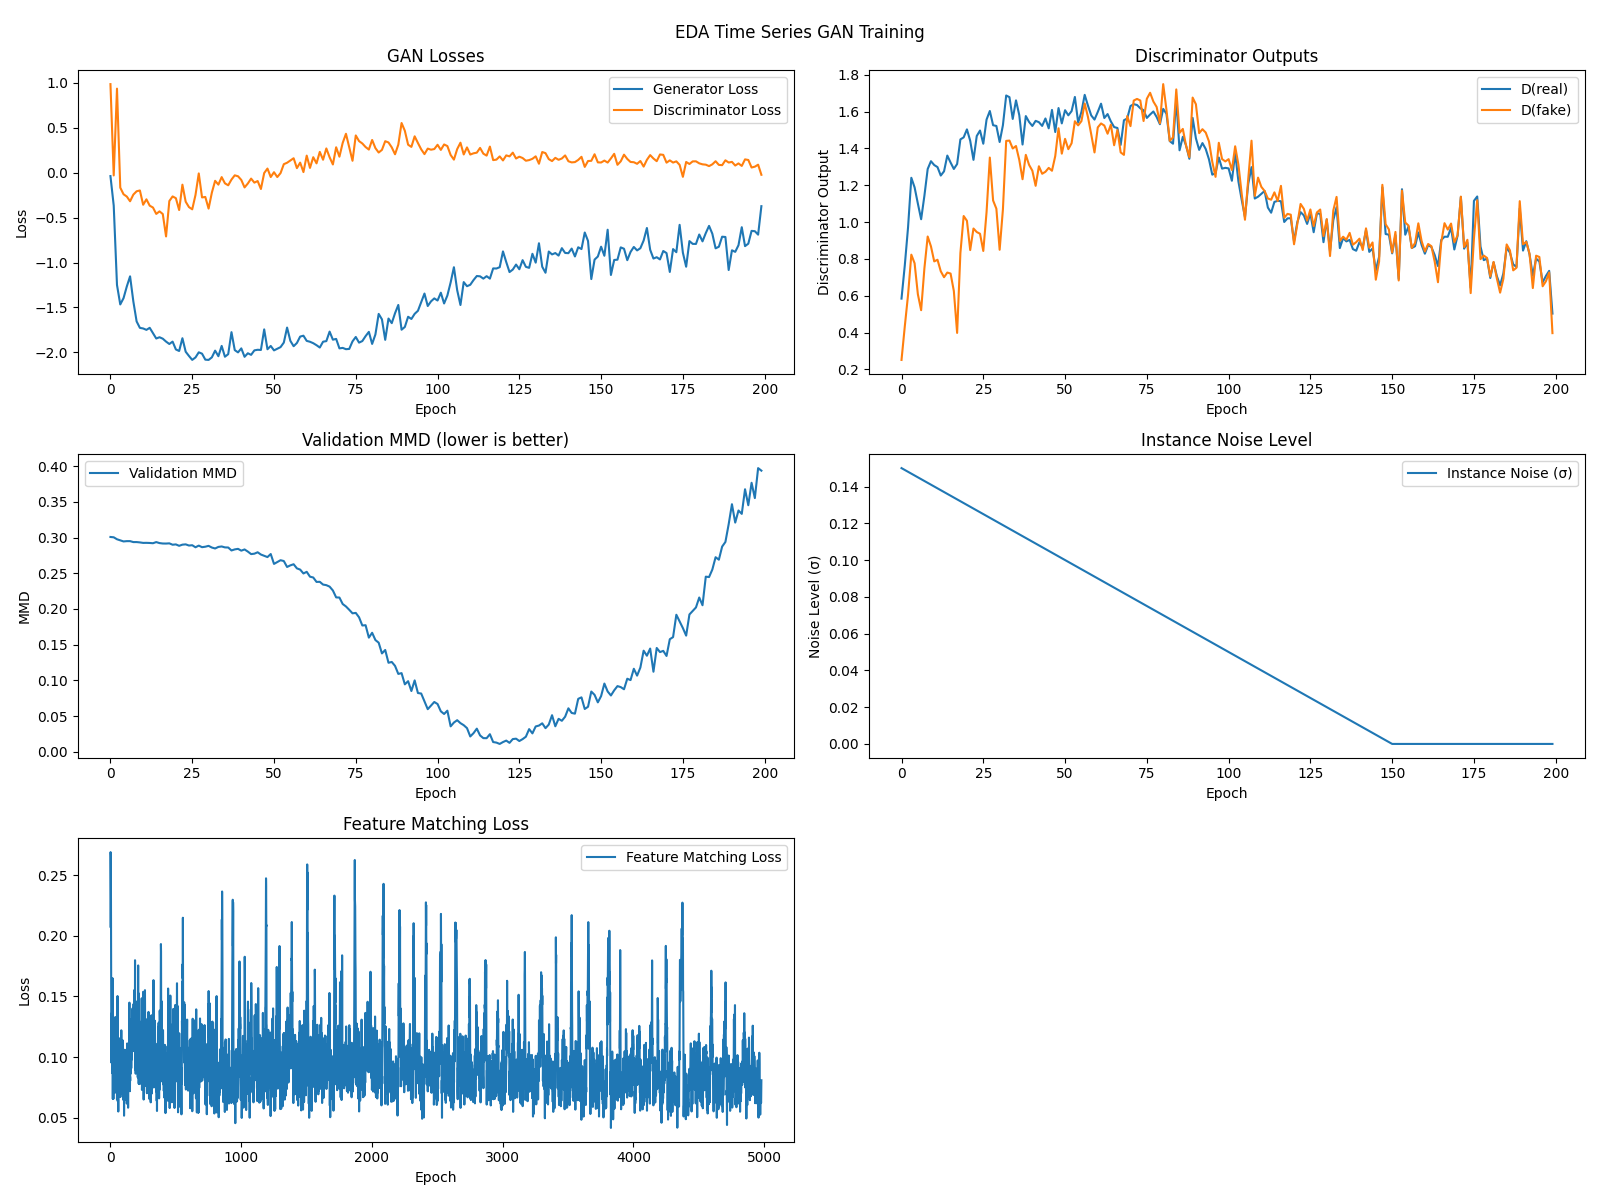 EDA Time Series GAN Training
GAN Losses
Generator Loss
Discriminator Loss
1.0
0.5
0.0
−0.5
−1.0
−1.5
−2.0
Loss
0 25 50 75 100 125 150 175 200
Epoch
Discriminator Outputs
D(real)
D(fake)
1.8
1.6
1.4
1.2
1.0
0.8
0.6
0.4
0.2
Discriminator Output
0 25 50 75 100 125 150 175 200
Epoch
Validation MMD (lower is better)
Validation MMD
0.40
0.35
0.30
0.25
0.20
0.15
0.10
0.05
0.00
MMD
0 25 50 75 100 125 150 175 200
Epoch
Instance Noise Level
Instance Noise (σ)
0.14
0.12
0.10
0.08
0.06
0.04
0.02
0.00
Noise Level (σ)
0 25 50 75 100 125 150 175 200
Epoch
Feature Matching Loss
Feature Matching Loss
0.25
0.20
0.15
0.10
0.05
Loss
0 1000 2000 3000 4000 5000
Epoch